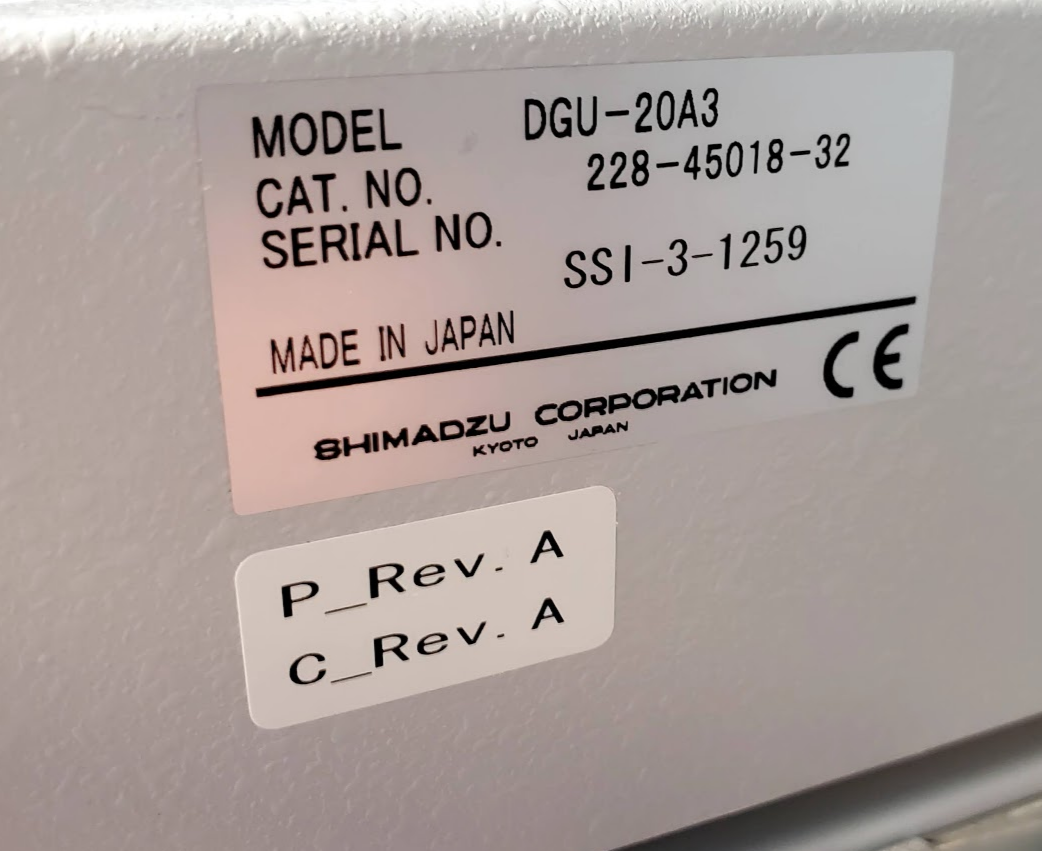 MODEL DGU-20A3
CAT. NO. 228-45018-32
SERIAL NO. SSI-3-1259
MADE IN JAPAN
CE
SHIMADZU CORPORATION
KYOTO JAPAN
P_Rev. A
C_Rev. A